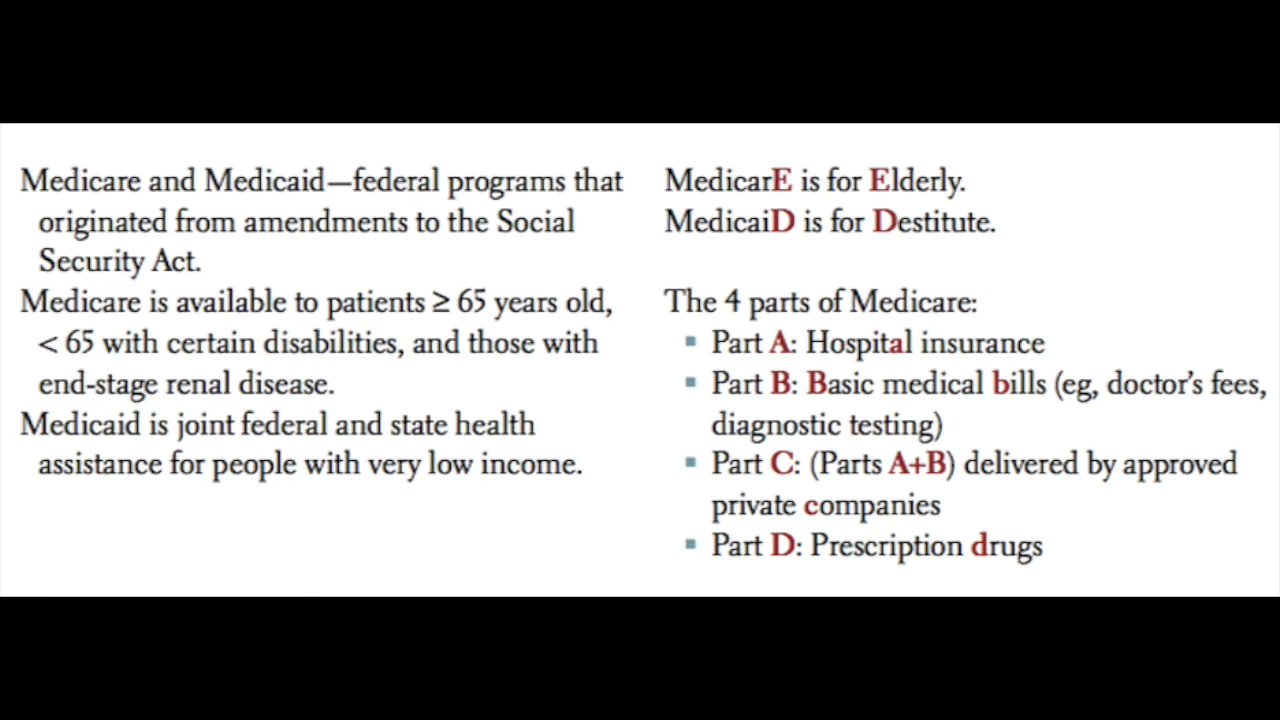 Medicare and Medicaid—federal programs that
originated from amendments to the Social
Security Act.
Medicare is available to patients ≥ 65 years old,
< 65 with certain disabilities, and those with
end-stage renal disease.
Medicaid is joint federal and state health
assistance for people with very low income.
MedicarE is for Elderly.
MedicaiD is for Destitute.
The 4 parts of Medicare:
▪ Part A: Hospital insurance
▪ Part B: Basic medical bills (eg, doctor’s fees,
diagnostic testing)
▪ Part C: (Parts A+B) delivered by approved
private companies
▪ Part D: Prescription drugs